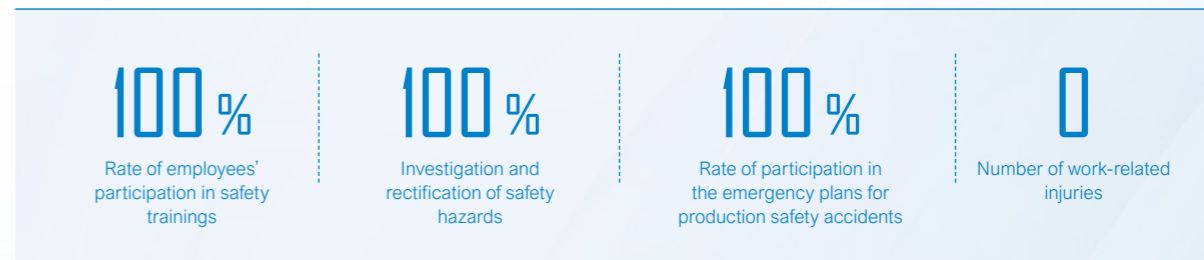 100 %
Rate of employees'
participation in safety
trainings
100 %
Investigation and
rectification of safety
hazards
100 %
Rate of participation in
the emergency plans for
production safety accidents
0
Number of work-related
injuries